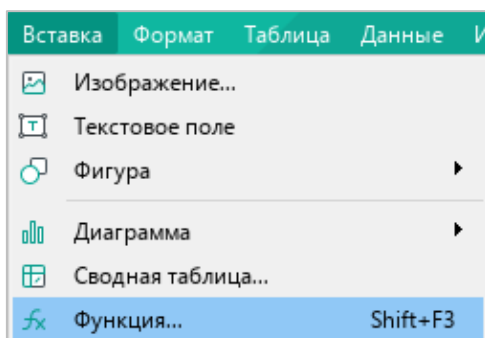 Вставка Формат Таблица Данные И
Изображение...
Текстовое поле
Фигура
Диаграмма
Сводная таблица...
Функция... Shift+F3